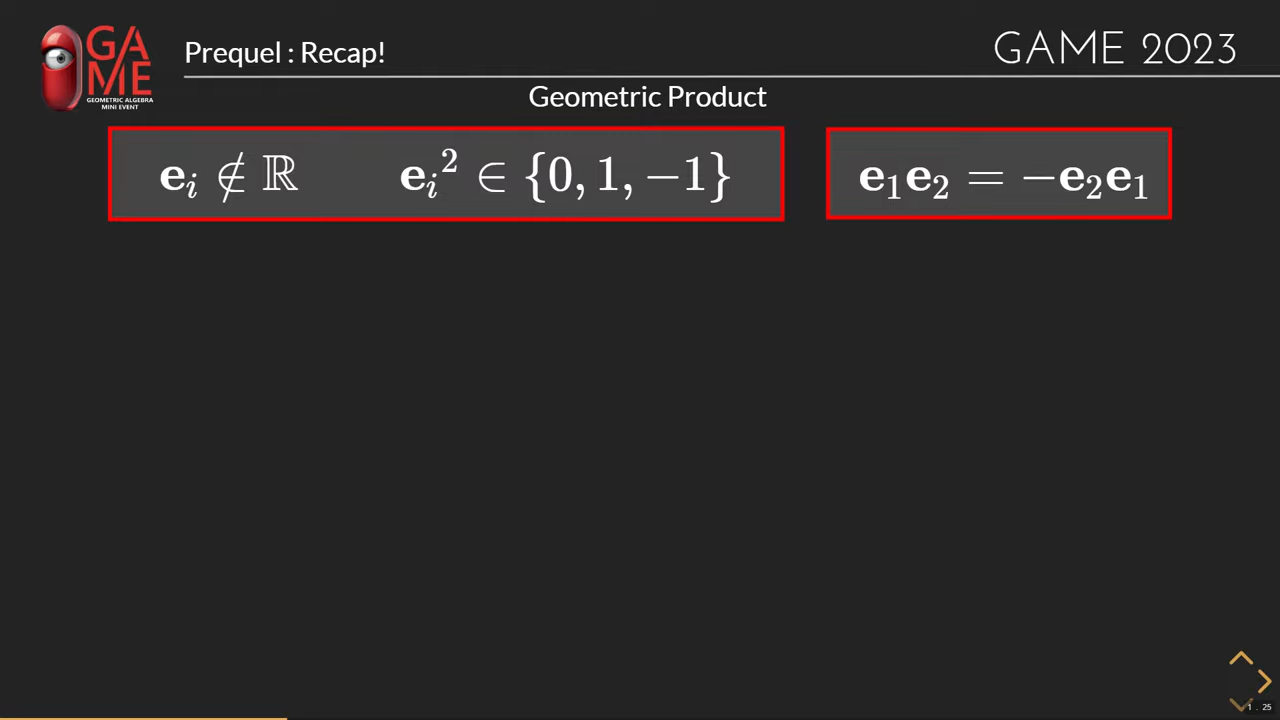 GA
ME
GEOMETRIC ALGEBRA
MINI EVENT
Prequel : Recap!
GAME 2023
Geometric Product
𝐞ᵢ ∉ ℝ 𝐞ᵢ² ∈ {0, 1, −1} 𝐞₁𝐞₂ = −𝐞₂𝐞₁
1 . 25